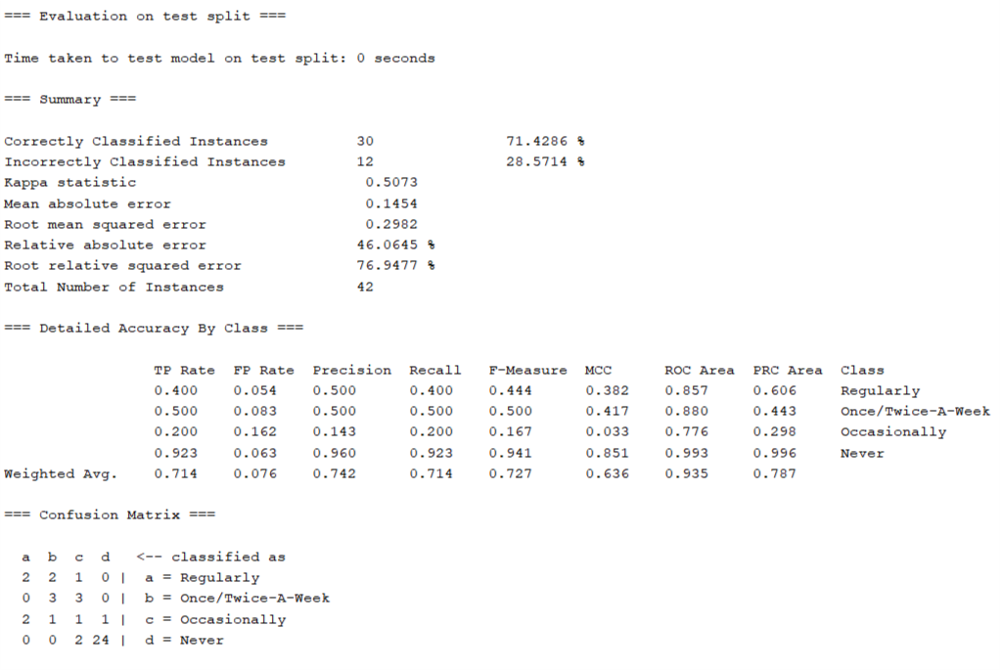 === Evaluation on test split ===
Time taken to test model on test split: 0 seconds
=== Summary ===
Correctly Classified Instances 30 71.4286 %
Incorrectly Classified Instances 12 28.5714 %
Kappa statistic 0.5073
Mean absolute error 0.1454
Root mean squared error 0.2982
Relative absolute error 46.0645 %
Root relative squared error 76.9477 %
Total Number of Instances 42
=== Detailed Accuracy By Class ===
TP Rate FP Rate Precision Recall F-Measure MCC ROC Area PRC Area Class
0.400 0.054 0.500 0.400 0.444 0.382 0.857 0.606 Regularly
0.500 0.083 0.500 0.500 0.500 0.417 0.880 0.443 Once/Twice-A-Week
0.200 0.162 0.143 0.200 0.167 0.033 0.776 0.298 Occasionally
0.923 0.063 0.960 0.923 0.941 0.851 0.993 0.996 Never
Weighted Avg. 0.714 0.076 0.742 0.714 0.727 0.636 0.935 0.787
=== Confusion Matrix ===
a b c d <-- classified as
2 2 1 0 | a = Regularly
0 3 3 0 | b = Once/Twice-A-Week
2 1 1 1 | c = Occasionally
0 0 2 24 | d = Never